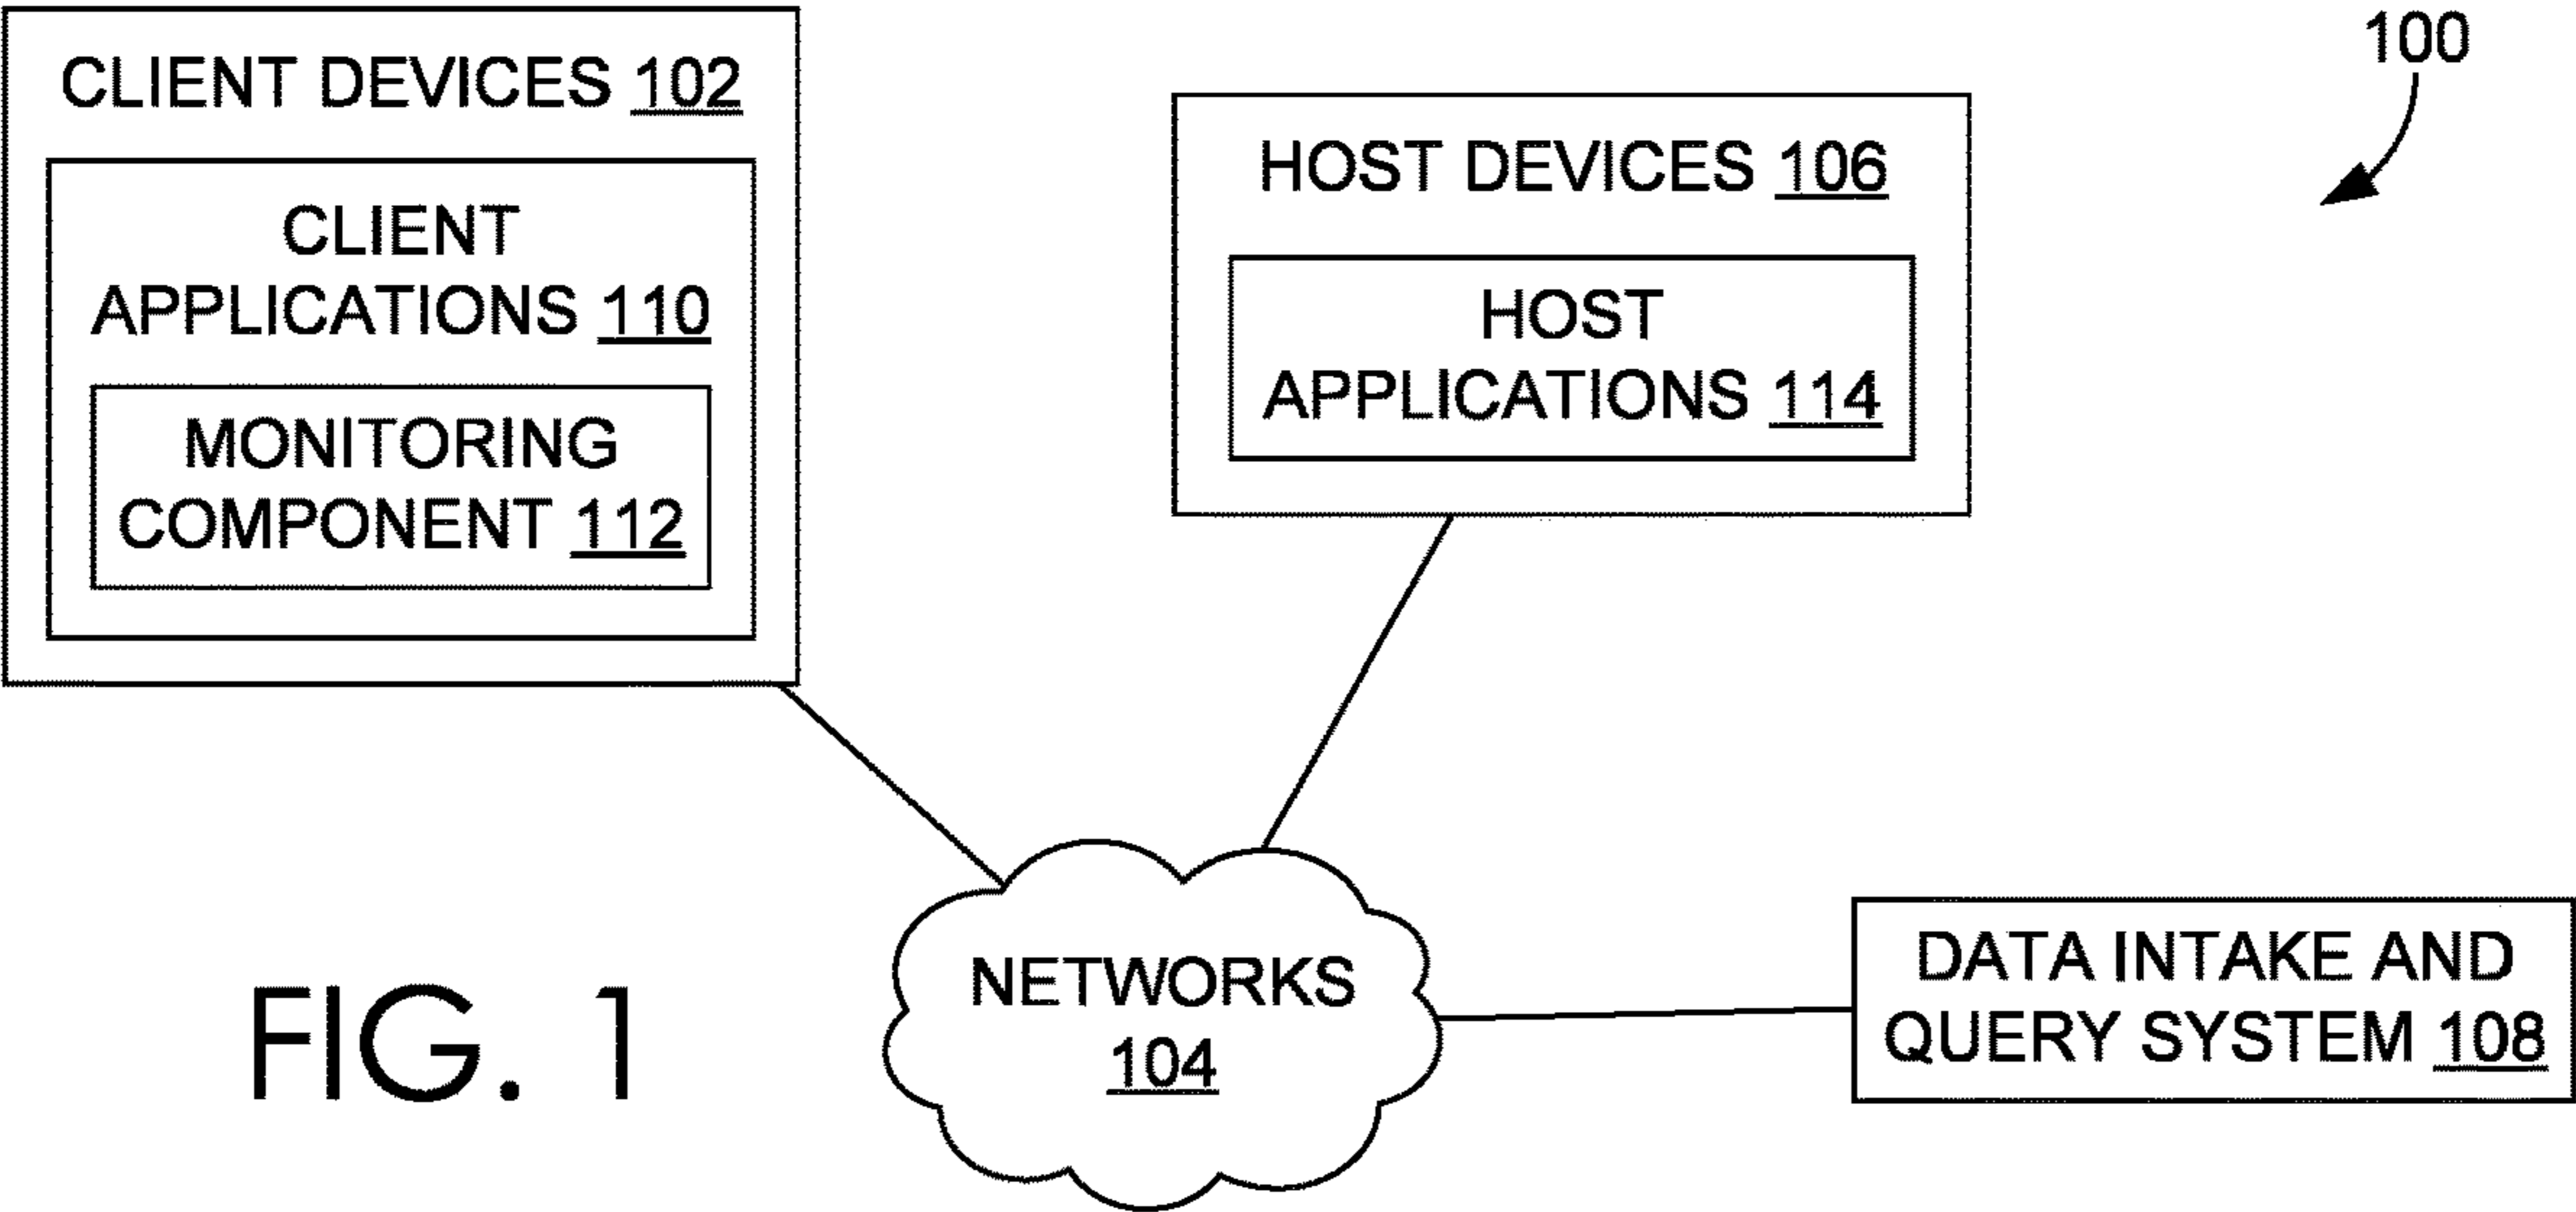 CLIENT DEVICES 102
CLIENT
APPLICATIONS 110
MONITORING
COMPONENT 112
HOST DEVICES 106
HOST
APPLICATIONS 114
100
NETWORKS
104
DATA INTAKE AND
QUERY SYSTEM 108
FIG. 1